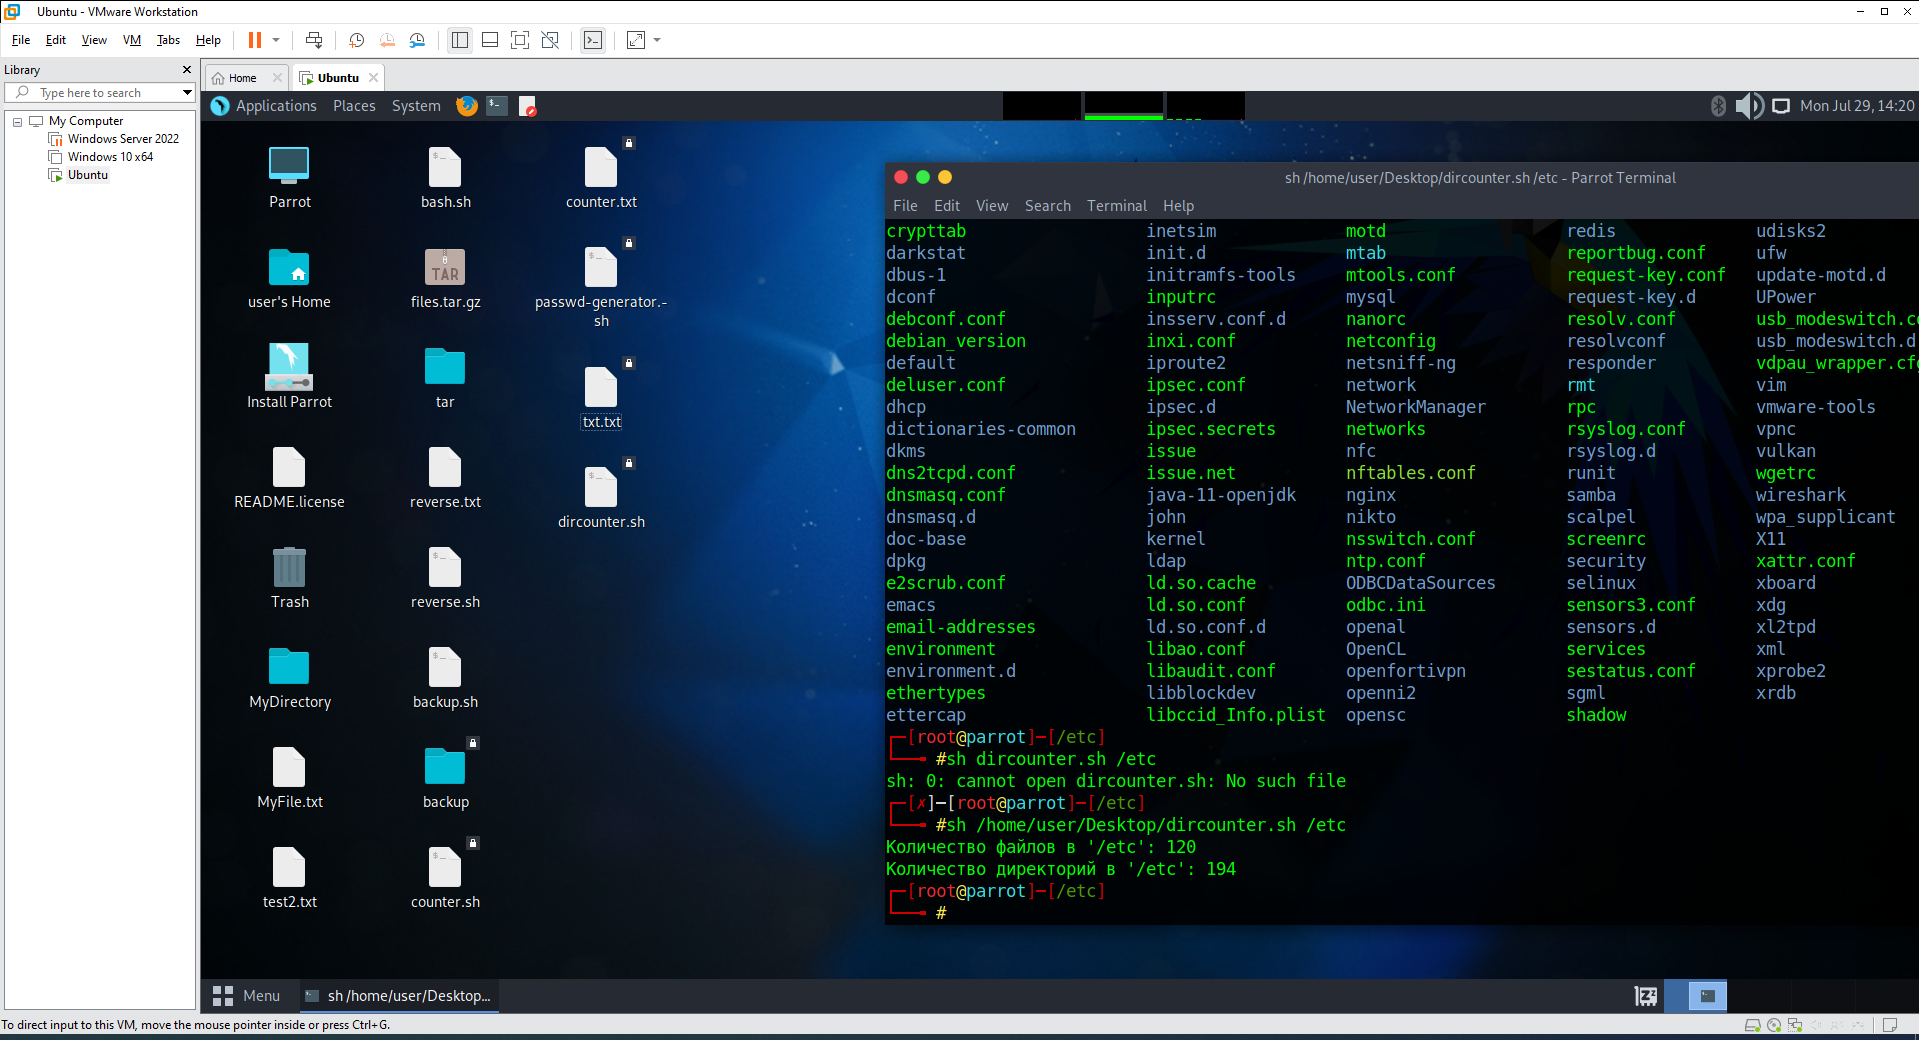 Ubuntu - VMware Workstation
File Edit View VM Tabs Help
Library
Type here to search
My Computer
Windows Server 2022
Windows 10 x64
Ubuntu
Home Ubuntu
Applications Places System Mon Jul 29, 14:20
Parrot
bash.sh
counter.txt
user's Home
TAR
files.tar.gz
passwd-generator.-
sh
Install Parrot
tar
txt.txt
README.license
reverse.txt
dircounter.sh
Trash
reverse.sh
MyDirectory
backup.sh
MyFile.txt
backup
test2.txt
counter.sh
sh /home/user/Desktop/dircounter.sh /etc - Parrot Terminal
File Edit View Search Terminal Help
crypttab inetsim motd redis udisks2
darkstat init.d mtab reportbug.conf ufw
dbus-1 initramfs-tools mtools.conf request-key.conf update-motd.d
dconf inputrc mysql request-key.d UPower
debconf.conf insserv.conf.d nanorc resolv.conf usb_modeswitch.co
debian_version inxi.conf netconfig resolvconf usb_modeswitch.d
default iproute2 netsniff-ng responder vdpau_wrapper.cfg
deluser.conf ipsec.conf network rmt vim
dhcp ipsec.d NetworkManager rpc vmware-tools
dictionaries-common ipsec.secrets networks rsyslog.conf vpnc
dkms issue nfc rsyslog.d vulkan
dns2tcpd.conf issue.net nftables.conf runit wgetrc
dnsmasq.conf java-11-openjdk nginx samba wireshark
dnsmasq.d john nikto scalpel wpa_supplicant
doc-base kernel nsswitch.conf screenrc X11
dpkg ldap ntp.conf security xattr.conf
e2scrub.conf ld.so.cache ODBCDataSources selinux xboard
emacs ld.so.conf odbc.ini sensors3.conf xdg
email-addresses ld.so.conf.d openal sensors.d xl2tpd
environment libao.conf OpenCL services xml
environment.d libaudit.conf openfortivpn sestatus.conf xprobe2
ethertypes libblockdev openni2 sgml xrdb
ettercap libccid_Info.plist opensc shadow
┌─[root@parrot]─[/etc]
└──╼ #sh dircounter.sh /etc
sh: 0: cannot open dircounter.sh: No such file
┌─[✗]─[root@parrot]─[/etc]
└──╼ #sh /home/user/Desktop/dircounter.sh /etc
Количество файлов в '/etc': 120
Количество директорий в '/etc': 194
┌─[root@parrot]─[/etc]
└──╼ #
Menu sh /home/user/Desktop...
To direct input to this VM, move the mouse pointer inside or press Ctrl+G.